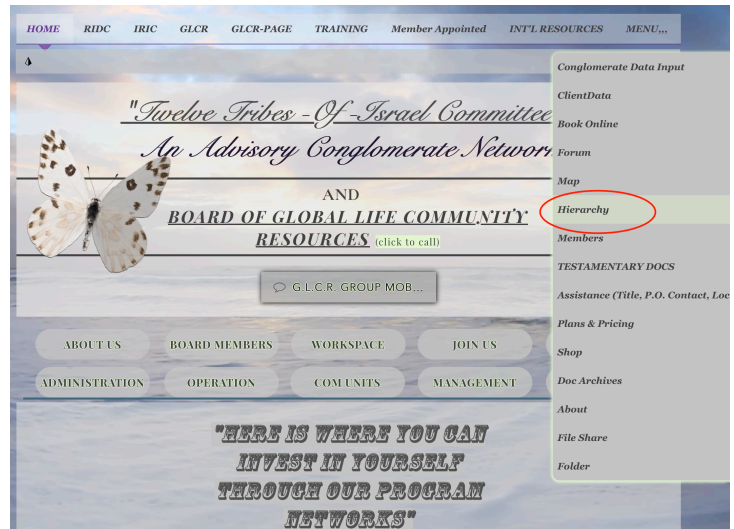 HOME RIDC IRIC GLCR GLCR-PAGE TRAINING Member Appointed INT'L RESOURCES MENU,,,
"Twelve Tribes - Of - Israel Committee
An Advisory Conglomerate Networ
AND
BOARD OF GLOBAL LIFE COMMUNITY
RESOURCES (click to call)
G.L.C.R. GROUP MOB...
ABOUT US BOARD MEMBERS WORKSPACE JOIN US
ADMINISTRATION OPERATION COM UNITS MANAGEMENT
"HERE IS WHERE YOU CAN
INVEST IN YOURSELF
THROUGH OUR PROGRAM
NETWORKS"
Conglomerate Data Input
ClientData
Book Online
Forum
Map
Hierarchy
Members
TESTAMENTARY DOCS
Assistance (Title, P.O. Contact, Loc
Plans & Pricing
Shop
Doc Archives
About
File Share
Folder